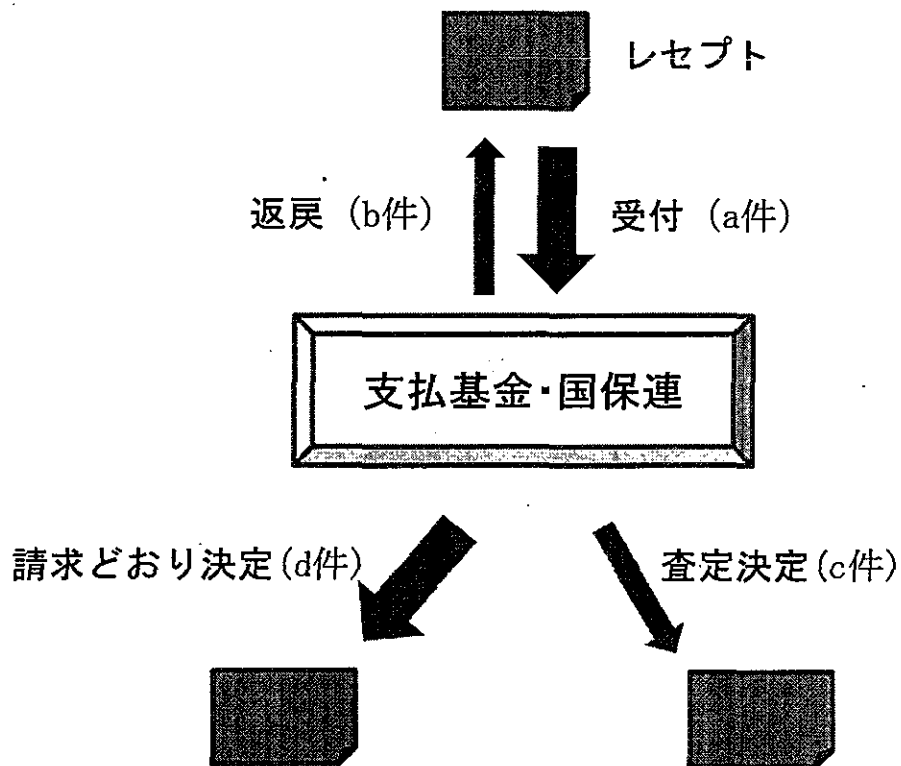 レセプト
返戻 (b件)
受付 (a件)
支払基金・国保連
請求どおり決定(d件)
査定決定(c件)